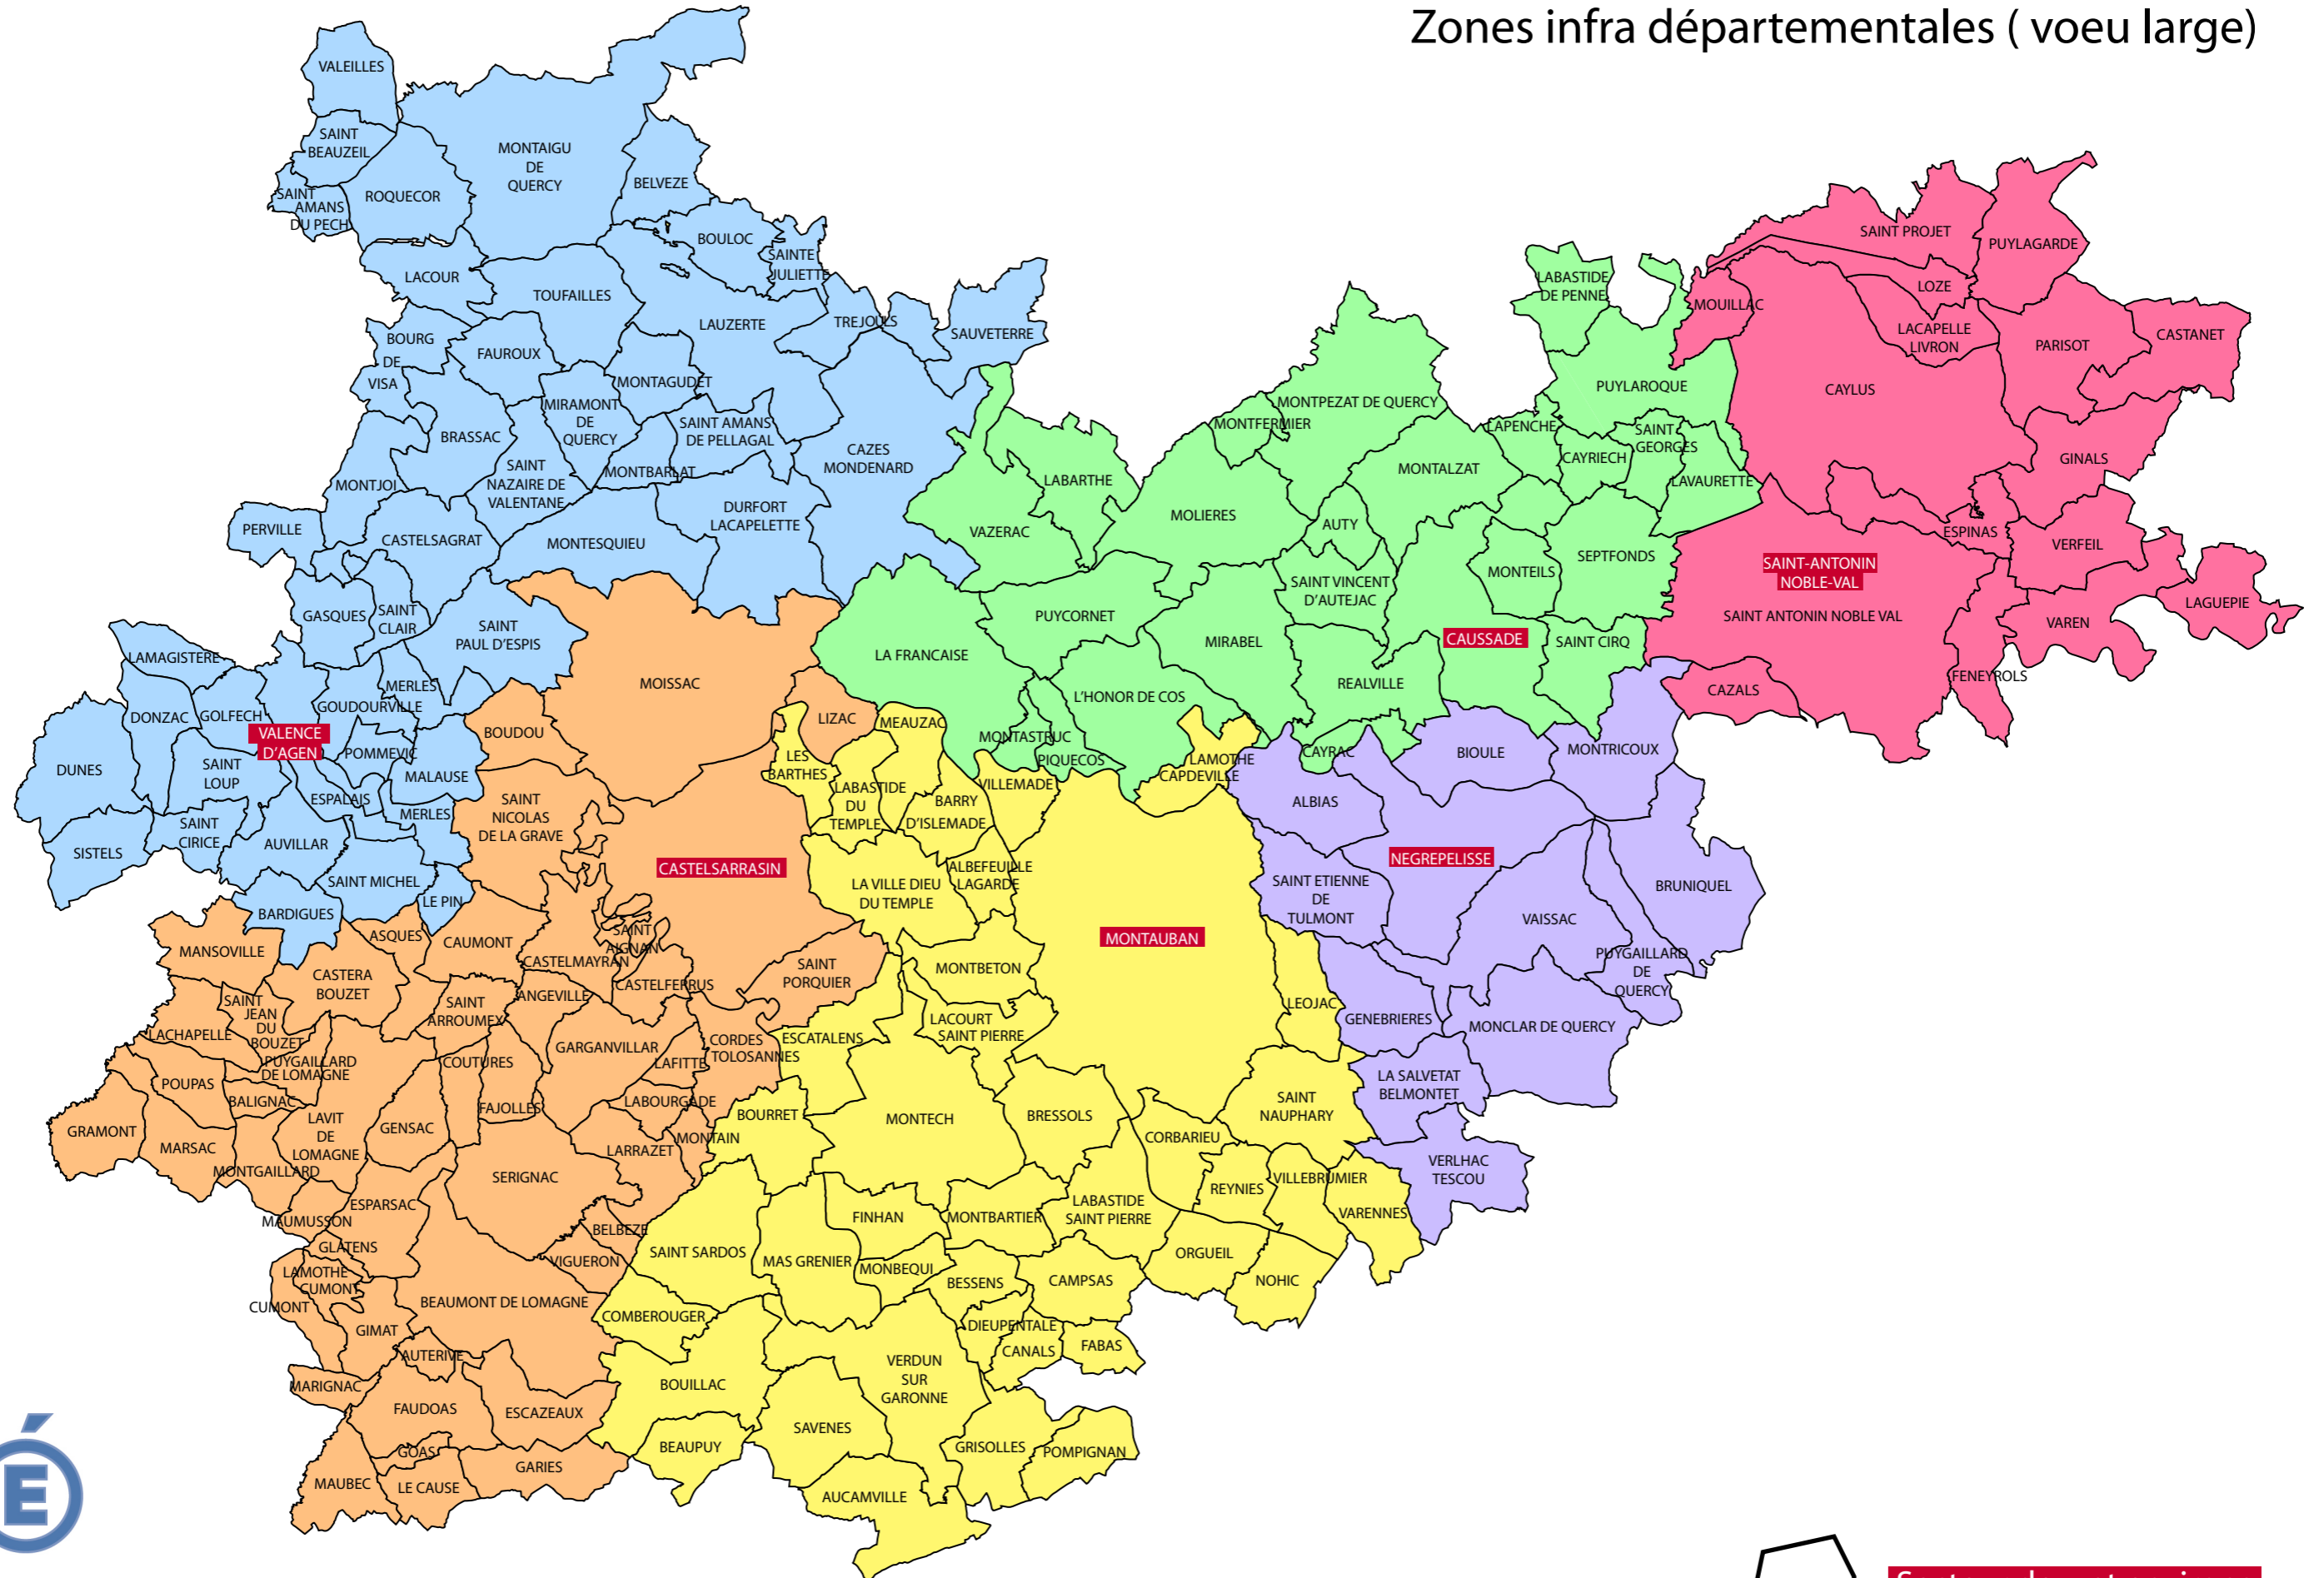 Zones infra départementales ( voeu large)
VALEILLES
SAINT
BEAUZEIL
SAINT
AMANS
DU PECH
ROQUECOR
MONTAIGU
DE
QUERCY
BELVEZE
BOULOC
SAINTE
JULIETTE
LACOUR
TOUFAILLES
LAUZERTE
TREJOULS
SAUVETERRE
BOURG
DE
VISA
FAUROUX
MONTAGUDET
MIRAMONT
DE
QUERCY
SAINT AMANS
DE PELLAGAL
BRASSAC
CAZES
MONDENARD
MONTBARLAT
SAINT
NAZAIRE DE
VALENTANE
MONTJOI
DURFORT
LACAPELETTE
PERVILLE
CASTELSAGRAT
MONTESQUIEU
GASQUES
SAINT
CLAIR
SAINT
PAUL D'ESPIS
LAMAGISTERE
MERLES
GOUDOURVILLE
DONZAC
GOLFECH
VALENCE
D'AGEN
POMMEVIC
MALAUSE
DUNES
SAINT
LOUP
ESPALAIS
MERLES
SAINT
CIRICE
AUVILLAR
SISTELS
SAINT MICHEL
LE PIN
BARDIGUES
SAINT PROJET
PUYLAGARDE
LABASTIDE
DE PENNE
MOUILLAC
LOZE
LACAPELLE
LIVRON
PARISOT
CASTANET
CAYLUS
PUYLAROQUE
MONTPEZAT DE QUERCY
MONTFERMIER
LAPENCHE
SAINT
GEORGES
CAYRIECH
LAVAURETTE
GINALS
MONTALZAT
LABARTHE
MOLIERES
VAZERAC
AUTY
SEPTFONDS
ESPINAS
VERFEIL
MONTEILS
SAINT-ANTONIN
NOBLE-VAL
SAINT ANTONIN NOBLE VAL
SAINT VINCENT
D'AUTEJAC
LAGUEPIE
VAREN
PUYCORNET
MIRABEL
CAUSSADE
SAINT CIRQ
LA FRANCAISE
REALVILLE
CAZALS
FENEYROLS
L'HONOR DE COS
MONTASTRUC
PIQUECOS
CAYRAC
MOISSAC
LIZAC
MEAUZAC
BOUDOU
LES
BARTHES
LABASTIDE
DU
TEMPLE
BARRY
D'ISLEMADE
VILLEMADE
LAMOTHE
CAPDEVILLE
BIOULE
MONTRICOUX
ALBIAS
SAINT
NICOLAS
DE LA GRAVE
CASTELSARRASIN
LA VILLE DIEU
DU TEMPLE
ALBEFEUILLE
LAGARDE
SAINT ETIENNE
DE
TULMONT
NEGREPELISSE
BRUNIQUEL
VAISSAC
PUYGAILLARD
DE
QUERCY
MONTAUBAN
MANSOVILLE
ASQUES
CAUMONT
CASTELMAYRAN
SAINT
AIGNAN
CASTELFERRUS
SAINT
PORQUIER
MONTBETON
CASTERA
BOUZET
SAINT
JEAN
DU
BOUZET
SAINT
ARROUMEX
ANGEVILLE
LACHAPELLE
LEOJAC
GENEBRIERES
MONCLAR DE QUERCY
LACOURT
SAINT PIERRE
ESCATALENS
CORDES
TOLOSANNES
GARGANVILLAR
LAFITTE
COUTURES
PUYGAILLARD
DE LOMAGNE
POUPAS
BALIGNAC
LABOURGADE
FAJOLLES
LAVIT
DE
LOMAGNE
GENSAC
GRAMONT
MARSAC
MONTGAILLARD
LARRAZET
MONTAIN
BOURRET
MONTECH
BRESSOLS
SAINT
NAUPHARY
LA SALVETAT
BELMONTET
CORBARIEU
VERLHAC
TESCOU
SERIGNAC
REYNIES
VILLEBRUMIER
VARENNES
ESPARSAC
MAUMUSSON
GLATENS
BELBEZE
VIGUERON
LAMOTHE
CUMONT
CUMONT
GIMAT
BEAUMONT DE LOMAGNE
SAINT SARDOS
MAS GRENIER
FINHAN
MONTBARTIER
LABASTIDE
SAINT PIERRE
MONBEQUI
BESSENS
CAMPSAS
ORGUEIL
NOHIC
COMBEROUGER
DIEUPENTALE
CANALS
FABAS
AUTERIVE
MARIGNAC
FAUDOAS
ESCAZEAUX
BOUILLAC
VERDUN
SUR
GARONNE
SAVENES
BEAUPUY
GRISOLLES
POMPIGNAN
GOAS
MAUBEC
LE CAUSE
GARIES
AUCAMVILLE
É